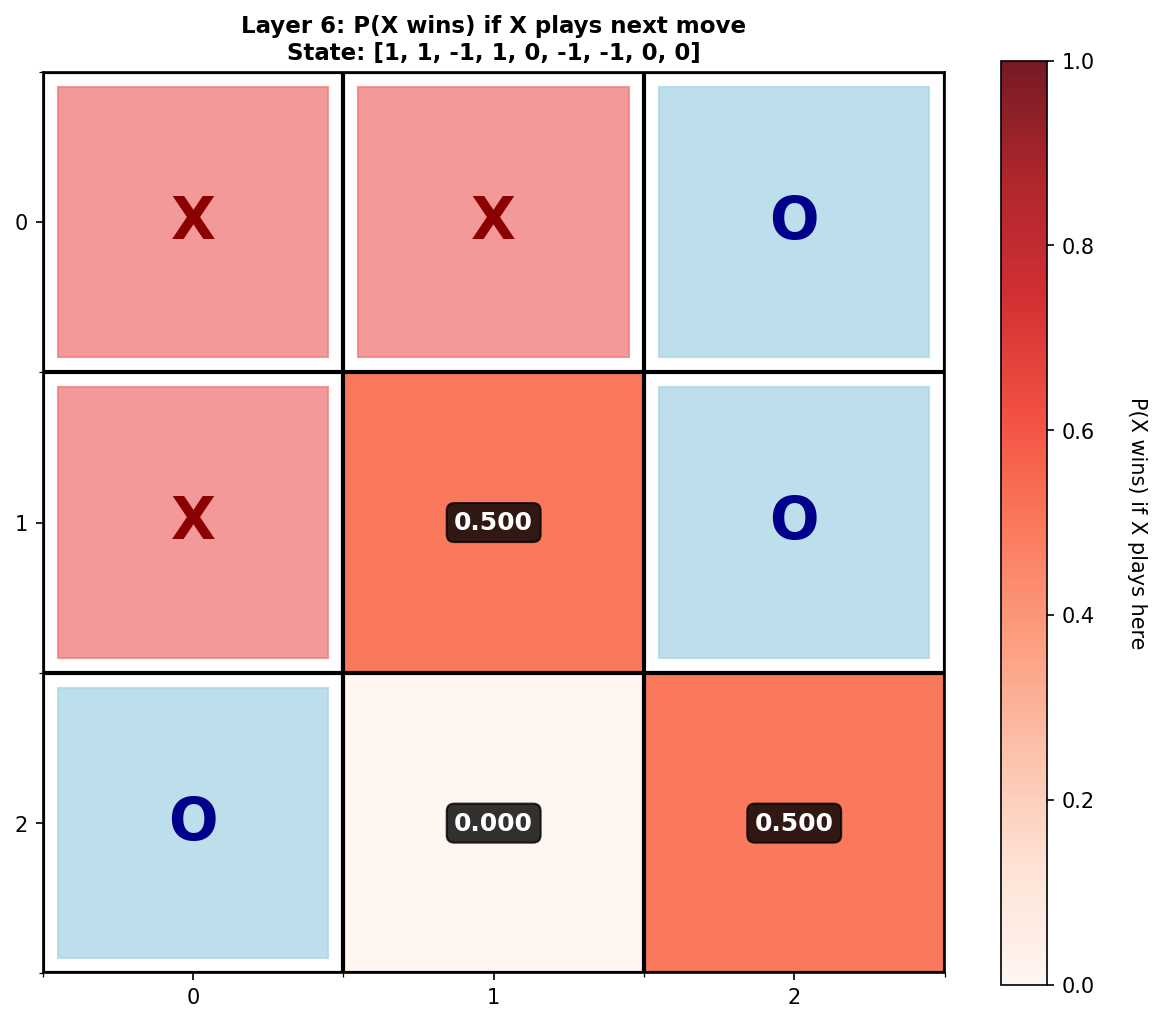 Layer 6: P(X wins) if X plays next move
State: [1, 1, -1, 1, 0, -1, -1, 0, 0]
0
X
X
O
1
X
0.500
O
2
O
0.000
0.500
0
1
2
1.0
0.8
0.6
0.4
0.2
0.0
P(X wins) if X plays here